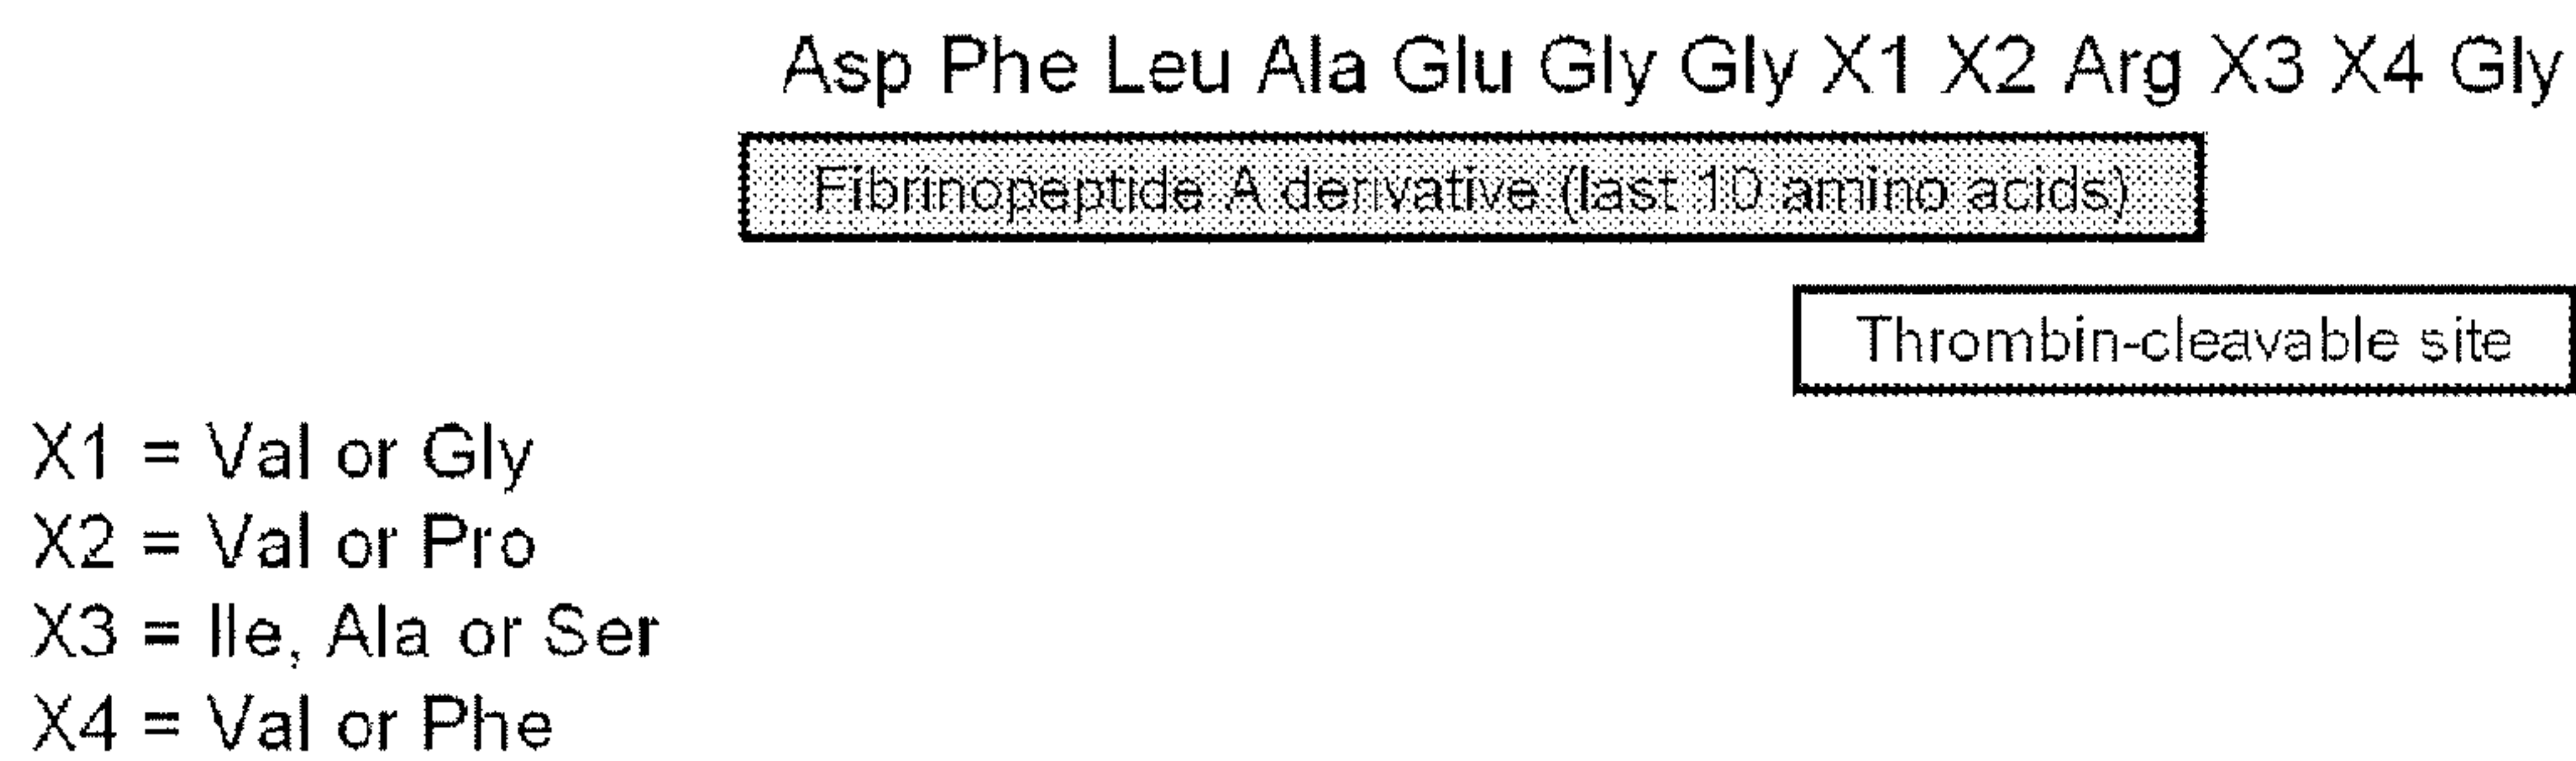 Asp Phe Leu Ala Glu Gly Gly X1 X2 Arg X3 X4 Gly
Fibrinopeptide A derivative (last 10 amino acids)
Thrombin-cleavable site
X1 = Val or Gly
X2 = Val or Pro
X3 = Ile, Ala or Ser
X4 = Val or Phe